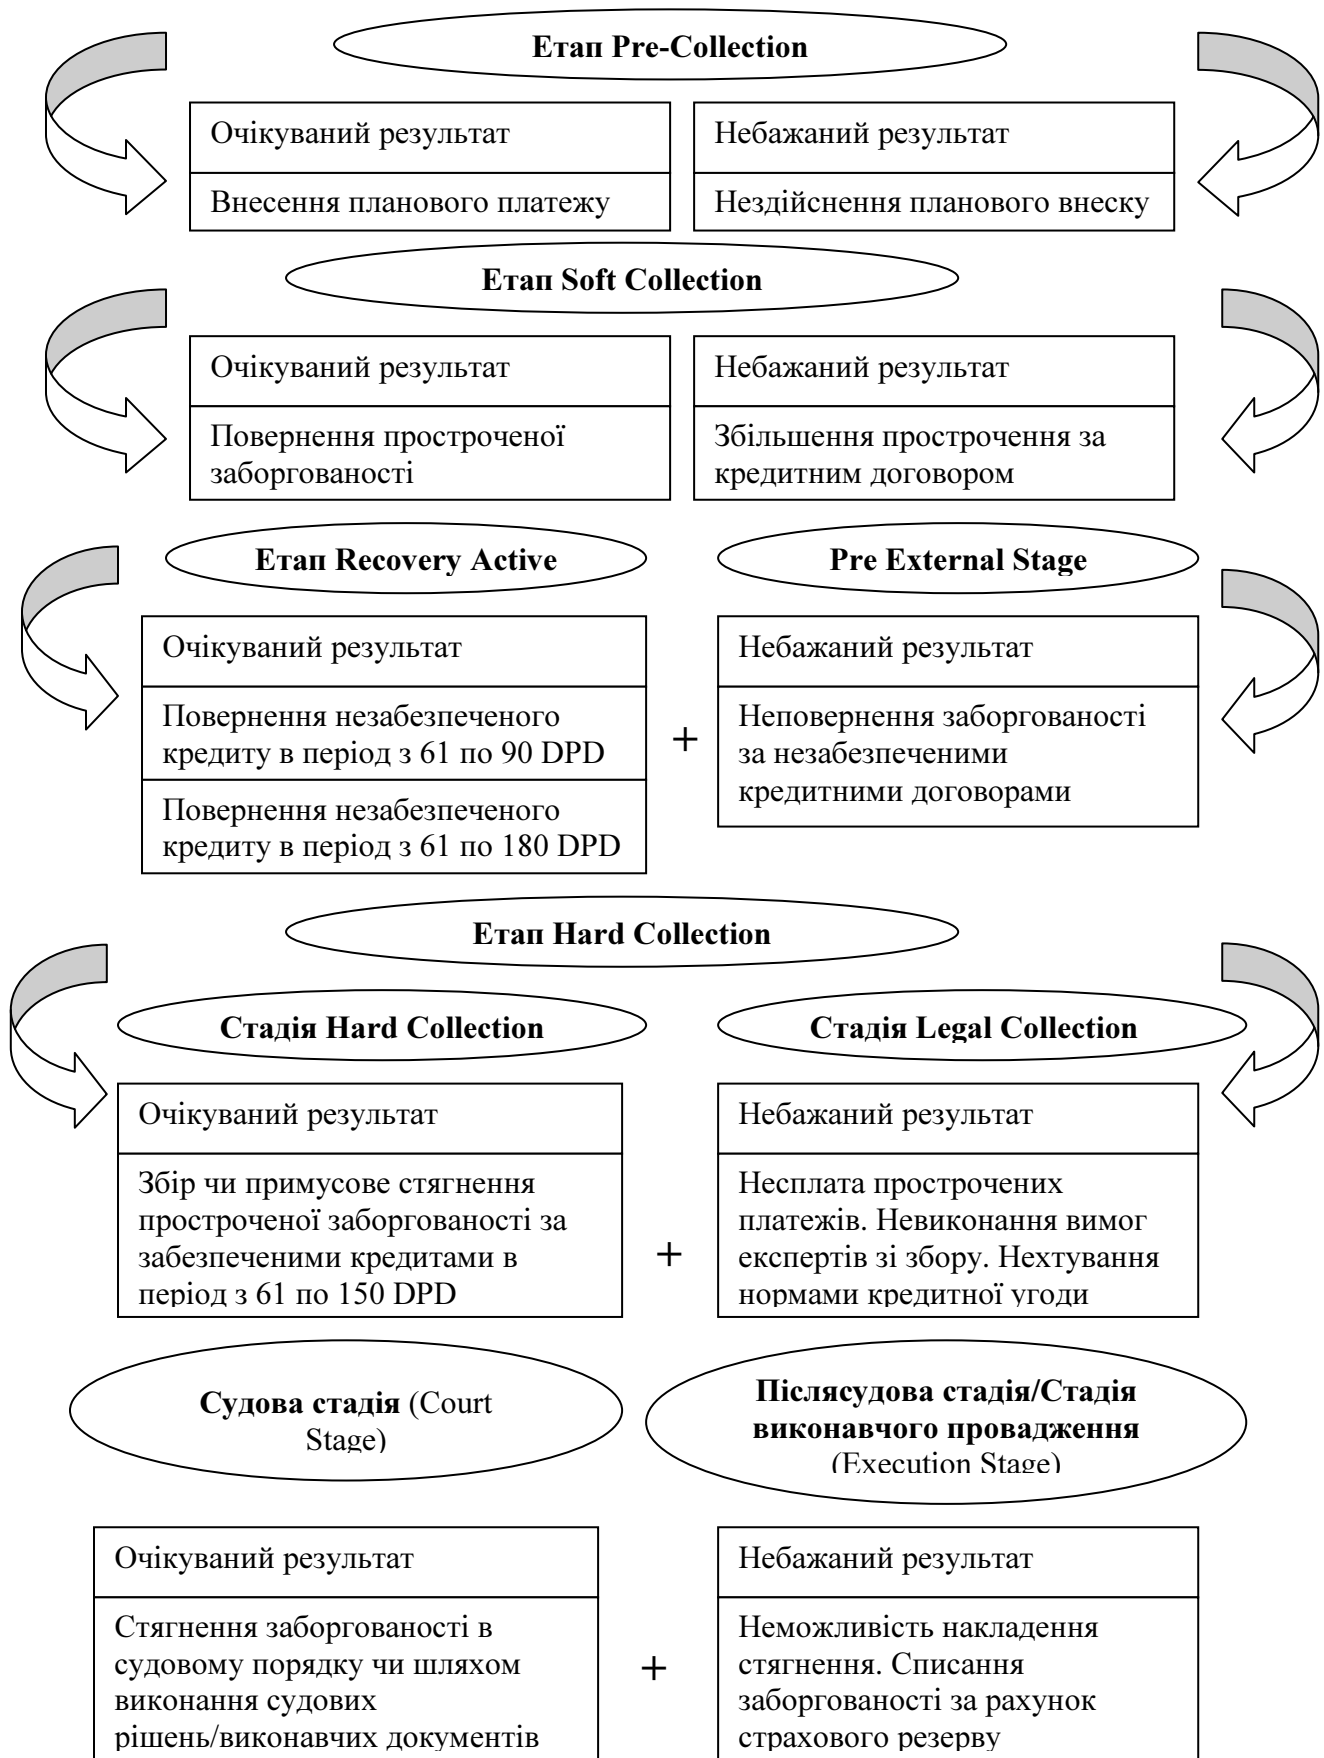 Етап Pre-Collection
Очікуваний результат
Внесення планового платежу
Небажаний результат
Нездійснення планового внеску
Етап Soft Collection
Очікуваний результат
Повернення простроченої
заборгованості
Небажаний результат
Збільшення прострочення за
кредитним договором
Етап Recovery Active
Pre External Stage
Очікуваний результат
Повернення незабезпеченого
кредиту в період з 61 по 90 DPD
Повернення незабезпеченого
кредиту в період з 61 по 180 DPD
+
Небажаний результат
Неповернення заборгованості
за незабезпеченими
кредитними договорами
Етап Hard Collection
Стадія Hard Collection
Стадія Legal Collection
Очікуваний результат
Збір чи примусове стягнення
простроченої заборгованості за
забезпеченими кредитами в
період з 61 по 150 DPD
+
Небажаний результат
Несплата прострочених
платежів. Невиконання вимог
експертів зі збору. Нехтування
нормами кредитної угоди
Судова стадія (Court
Stage)
Післясудова стадія/Стадія
виконавчого провадження
(Execution Stage)
Очікуваний результат
Стягнення заборгованості в
судовому порядку чи шляхом
виконання судових
рішень/виконавчих документів
+
Небажаний результат
Неможливість накладення
стягнення. Списання
заборгованості за рахунок
страхового резерву